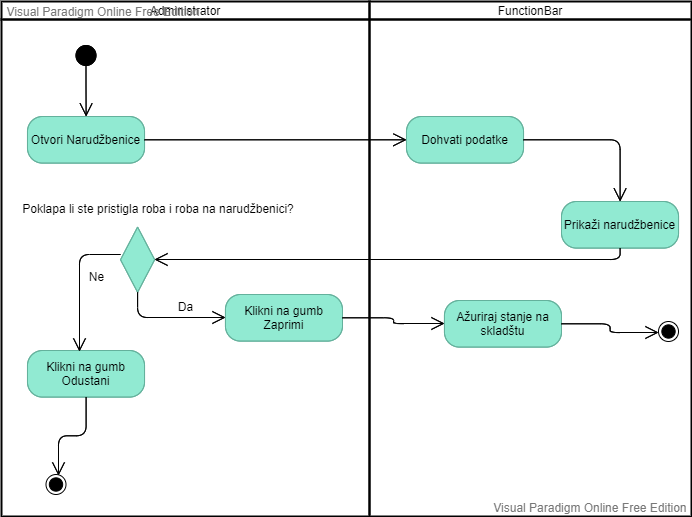 Visual Paradigm Online Free Edition
Administrator
FunctionBar
Otvori Narudžbenice
Dohvati podatke
Prikaži narudžbenice
Poklapa li ste pristigla roba i roba na narudžbenici?
Ne
Da
Klikni na gumb
Zaprimi
Ažuriraj stanje na
skladštu
Klikni na gumb
Odustani
Visual Paradigm Online Free Edition